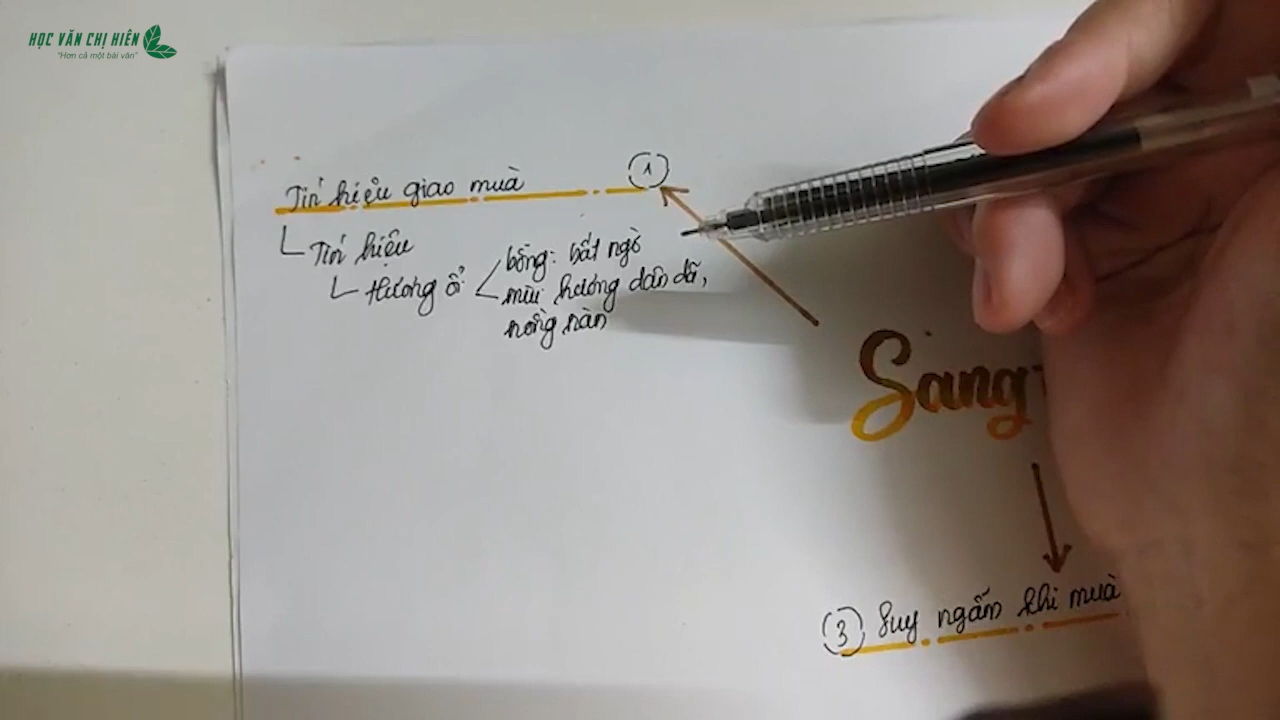 HỌC VĂN CHỊ HIÊN
"Hơn cả một bài văn"
Tín hiệu giao mùa 1
Tín hiệu
Hương ổi
bỗng: bất ngờ
mùi hương dân dã,
nồng nàn
Sang
3 Suy ngẫm khi mùa